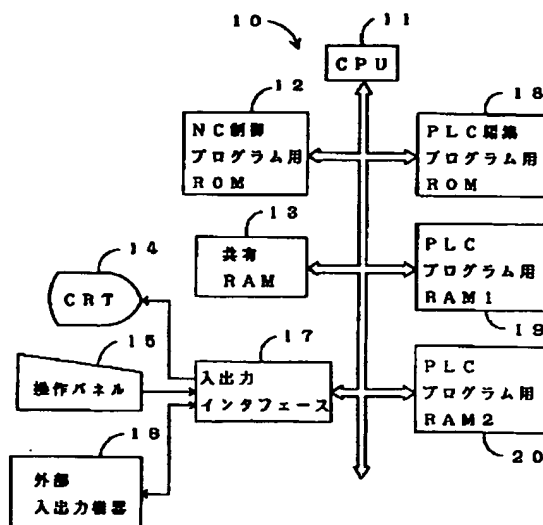 10
11
CPU
12
NC制御
プログラム用
ROM
18
PLC編集
プログラム用
ROM
13
共有
RAM
PLC
プログラム用
RAM1
19
14
CRT
15
操作パネル
17
入出力
インタフェース
PLC
プログラム用
RAM2
20
16
外部
入出力機器